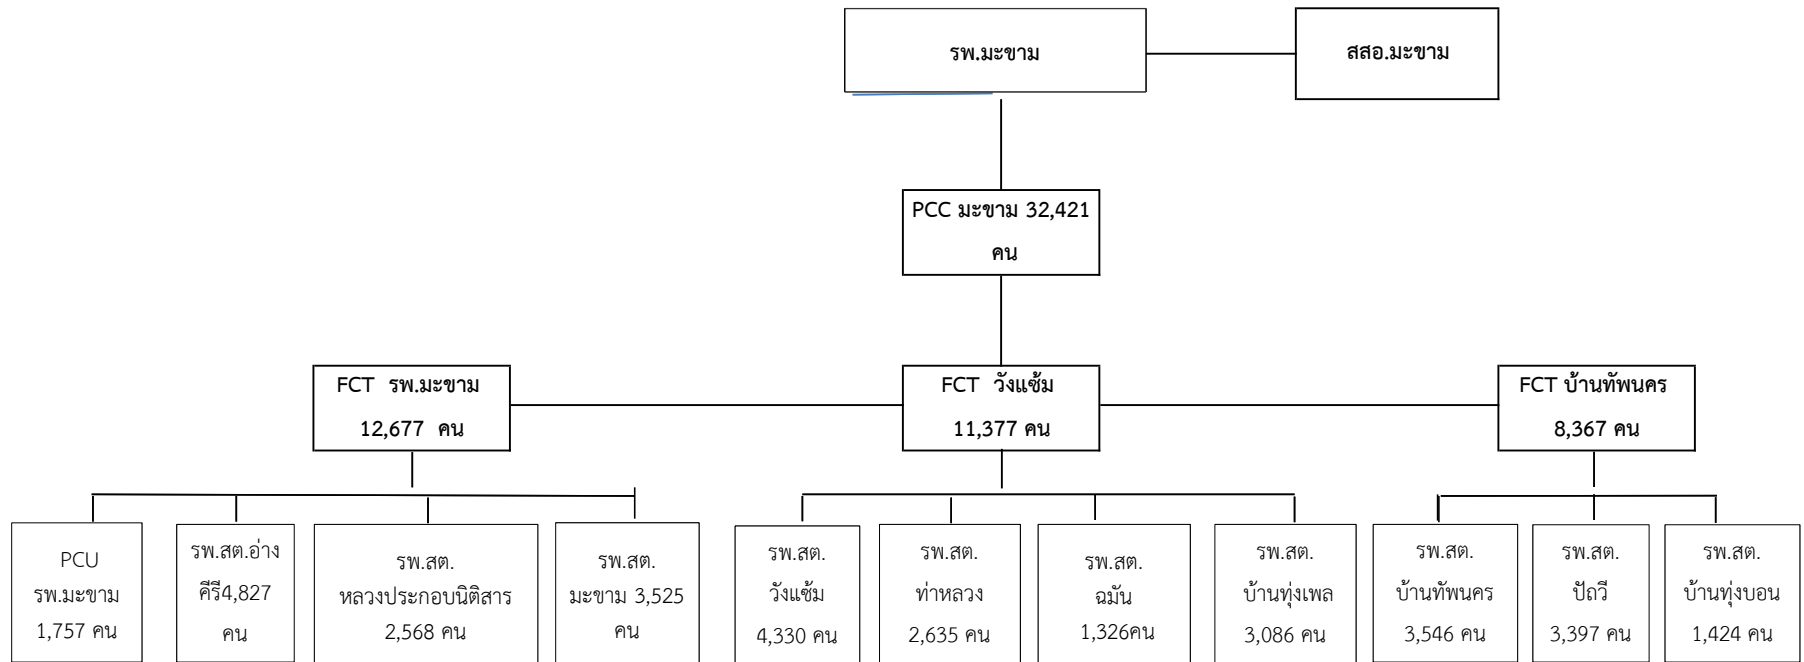 รพ.มะขาม
สสอ.มะขาม
PCC มะขาม 32,421
คน
FCT รพ.มะขาม
12,677 คน
FCT วังแซ้ม
11,377 คน
FCT บ้านทัพนคร
8,367 คน
PCU
รพ.มะขาม
1,757 คน
รพ.สต.อ่าง
คีรี4,827
คน
รพ.สต.
หลวงประกอบนิติสาร
2,568 คน
รพ.สต.
มะขาม 3,525
คน
รพ.สต.
วังแซ้ม
4,330 คน
รพ.สต.
ท่าหลวง
2,635 คน
รพ.สต.
ฉมัน
1,326คน
รพ.สต.
บ้านทุ่งเพล
3,086 คน
รพ.สต.
บ้านทัพนคร
3,546 คน
รพ.สต.
ปัถวี
3,397 คน
รพ.สต.
บ้านทุ่งบอน
1,424 คน